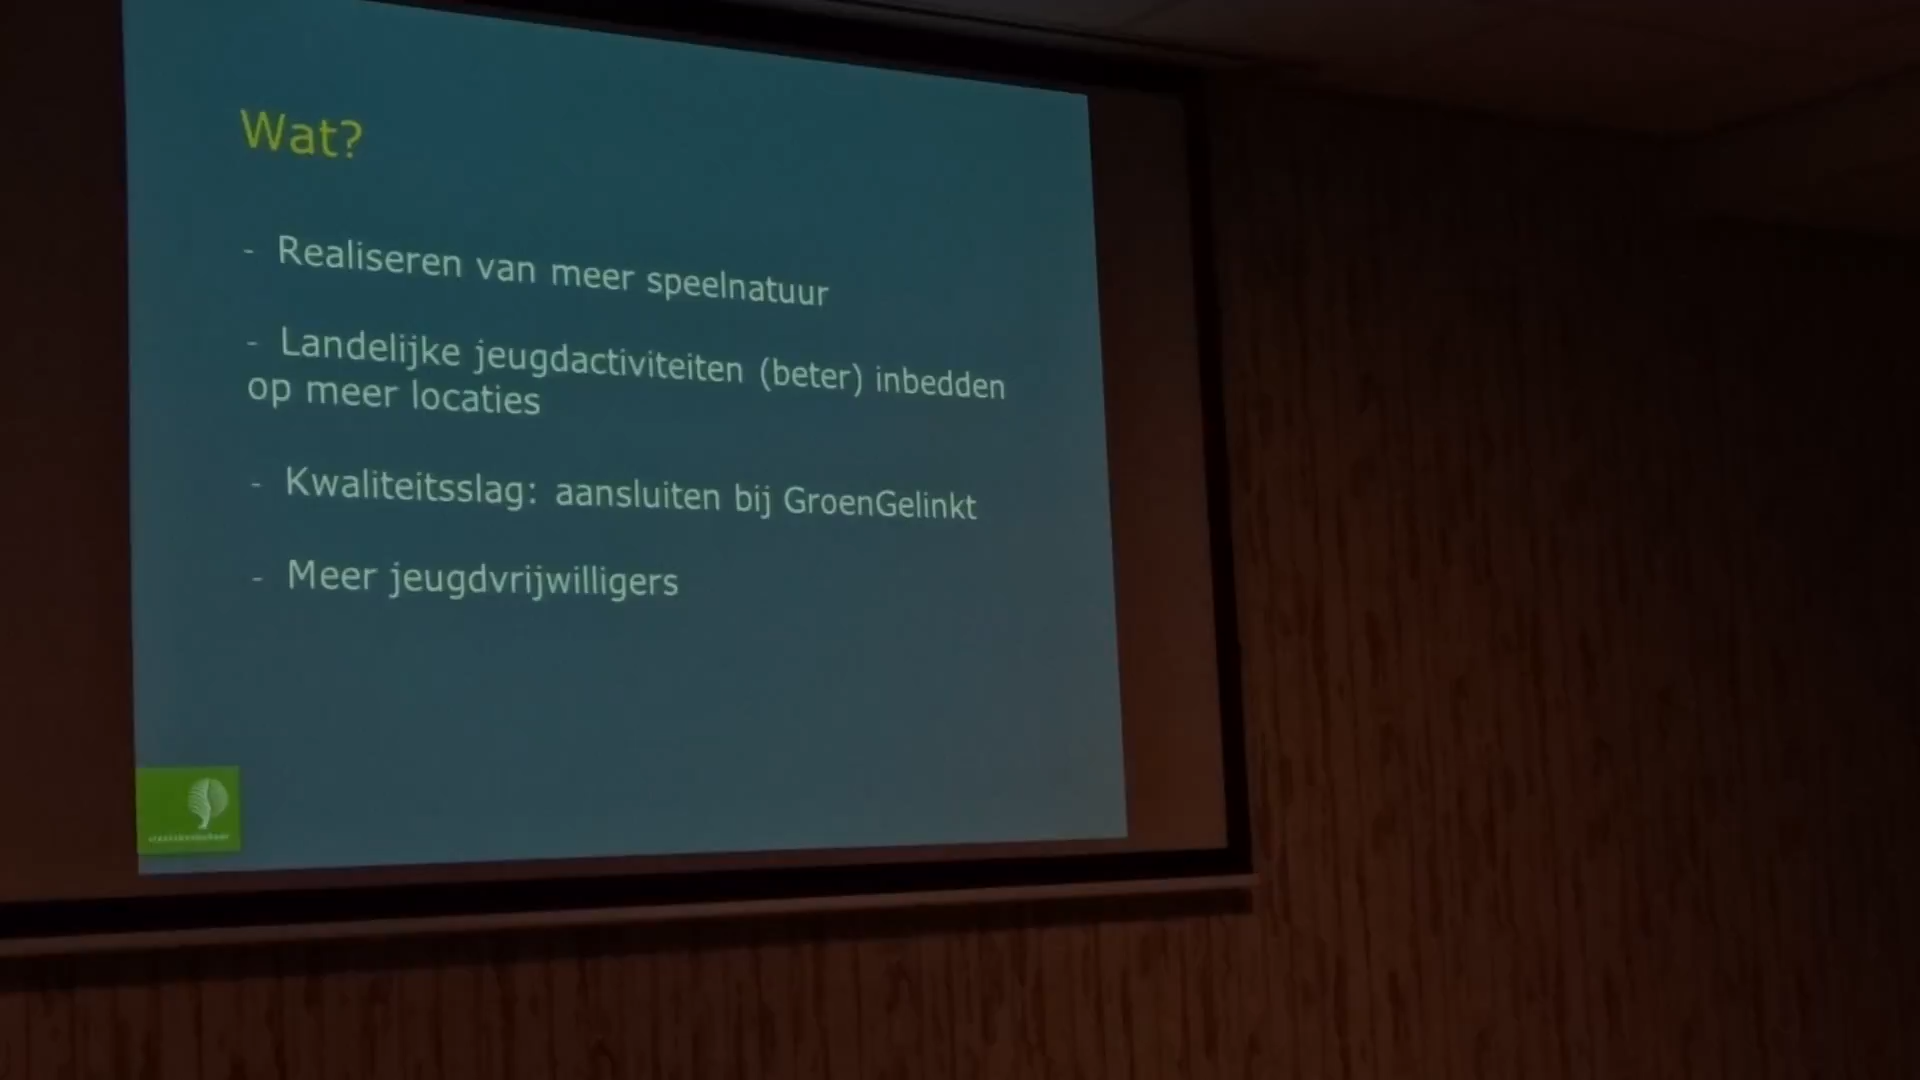 Wat?
- Realiseren van meer speelnatuur
- Landelijke jeugdactiviteiten (beter) inbedden
op meer locaties
- Kwaliteitsslag: aansluiten bij GroenGelinkt
- Meer jeugdvrijwilligers